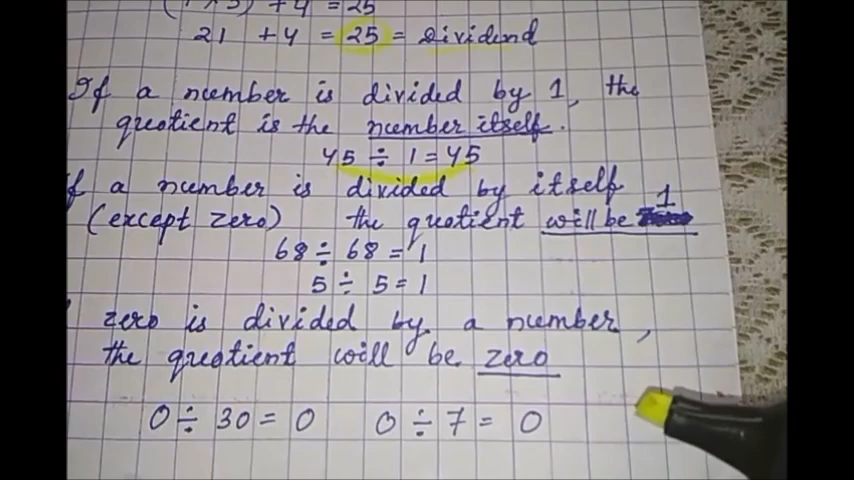 + 4 = 25
21 + 4 = 25 = Dividend
If a number is divided by 1, the
quotient is the number itself.
45 ÷ 1 = 45
f a number is divided by itself
(except zero) the quotient will be 1
68 ÷ 68 = 1
5 ÷ 5 = 1
zero is divided by a number,
the quotient will be zero
0 ÷ 30 = 0 0 ÷ 7 = 0